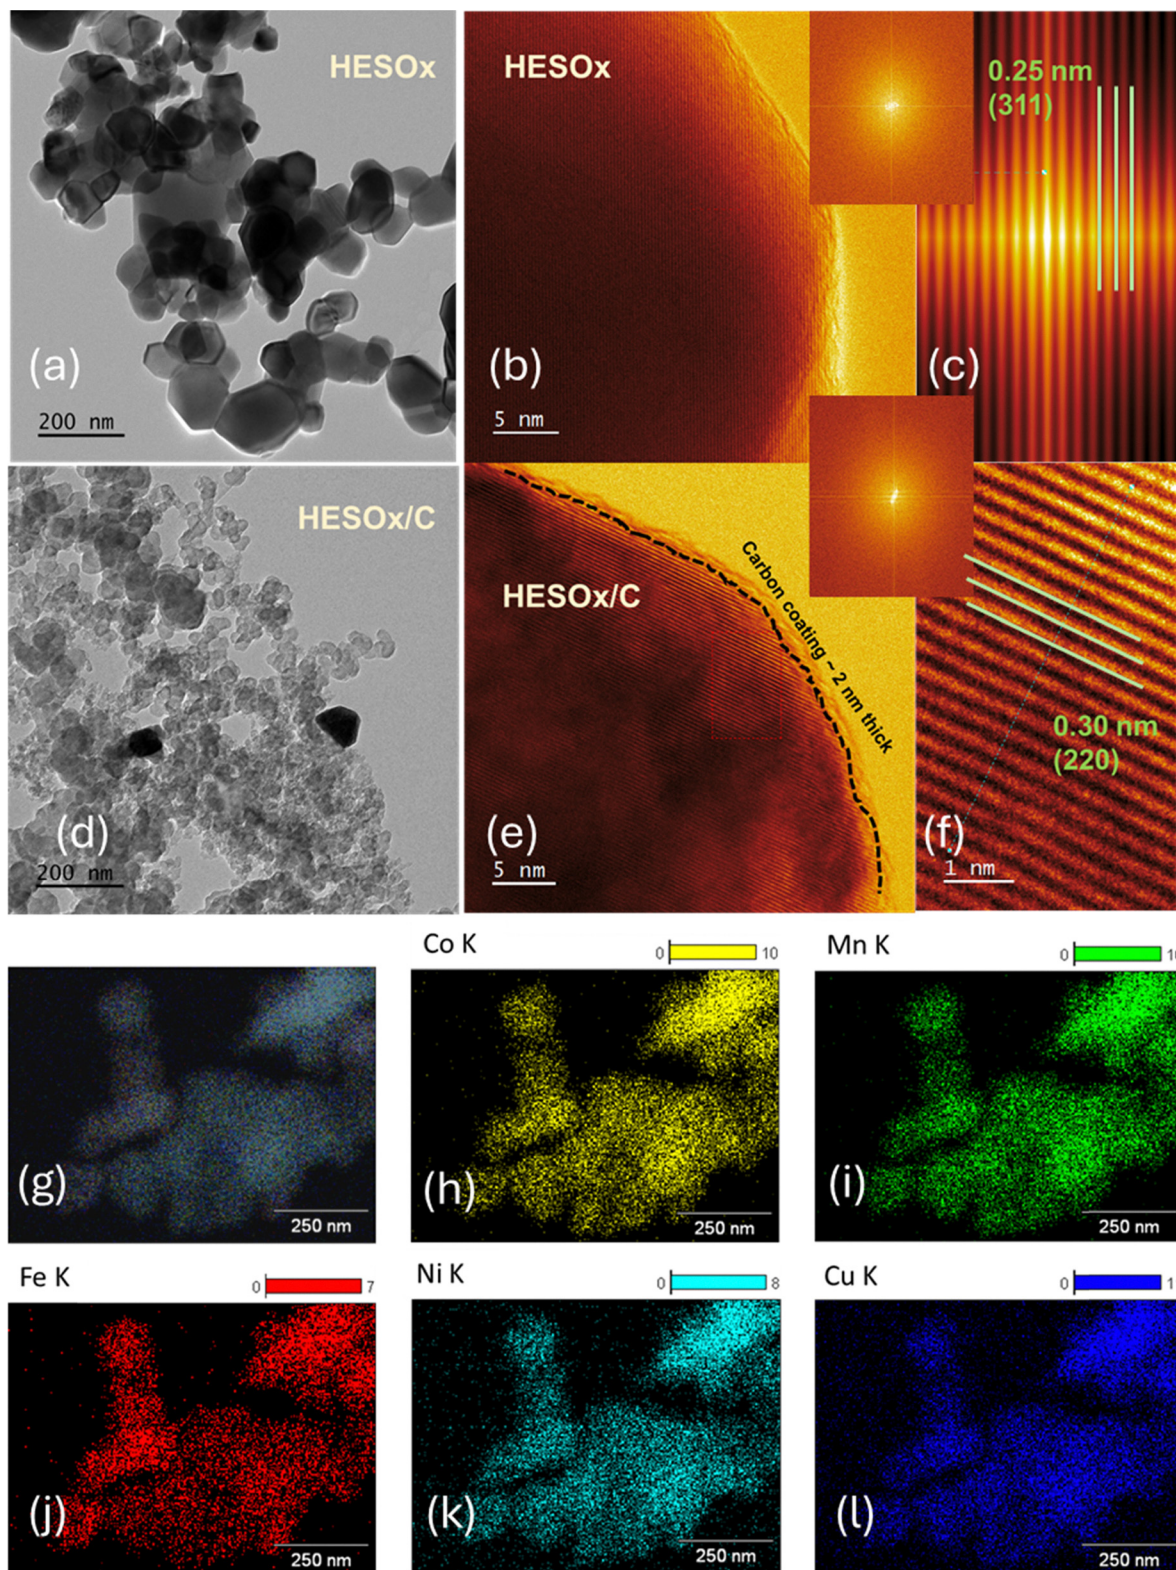 HESOx
(a)
200 nm
HESOx
(b)
5 nm
0.25 nm
(311)
(c)
HESOx/C
(d)
200 nm
HESOx/C
Carbon coating ~ 2 nm thick
(e)
5 nm
0.30 nm
(220)
(f)
1 nm
(g)
250 nm
Co K
0 10
(h)
250 nm
Mn K
0 10
(i)
250 nm
Fe K
0 7
(j)
250 nm
Ni K
0 8
(k)
250 nm
Cu K
0 1
(l)
250 nm